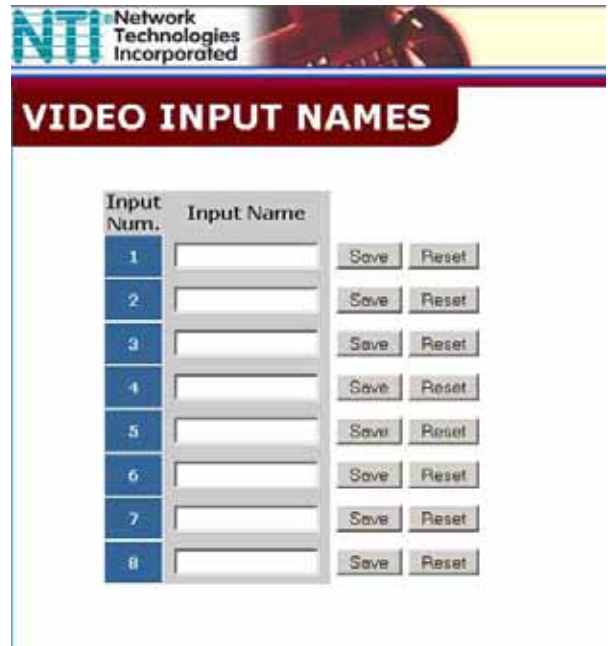 NTI ® Network
Technologies
Incorporated
VIDEO INPUT NAMES
Input Num. Input Name
1 Save Reset
2 Save Reset
3 Save Reset
4 Save Reset
5 Save Reset
6 Save Reset
7 Save Reset
8 Save Reset